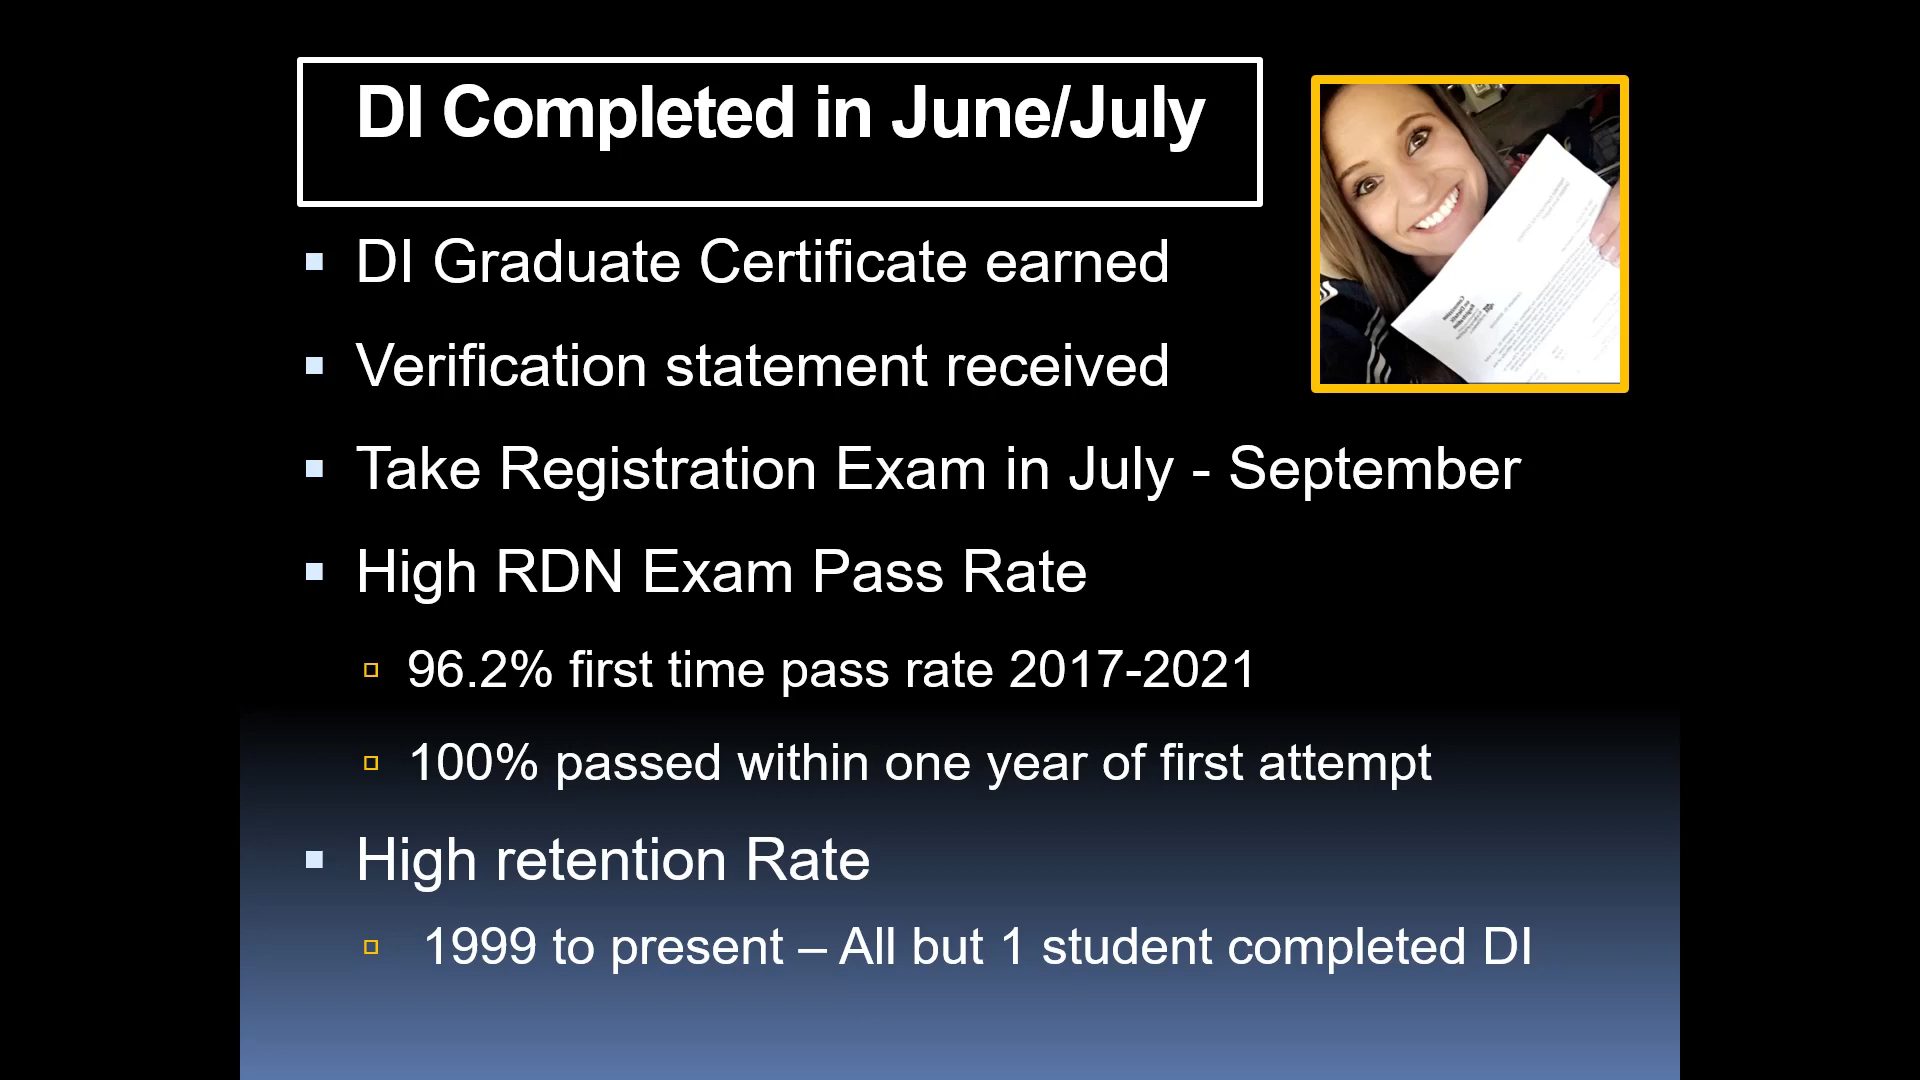 DI Completed in June/July
DI Graduate Certificate earned
Verification statement received
Take Registration Exam in July - September
High RDN Exam Pass Rate
96.2% first time pass rate 2017-2021
100% passed within one year of first attempt
High retention Rate
1999 to present – All but 1 student completed DI